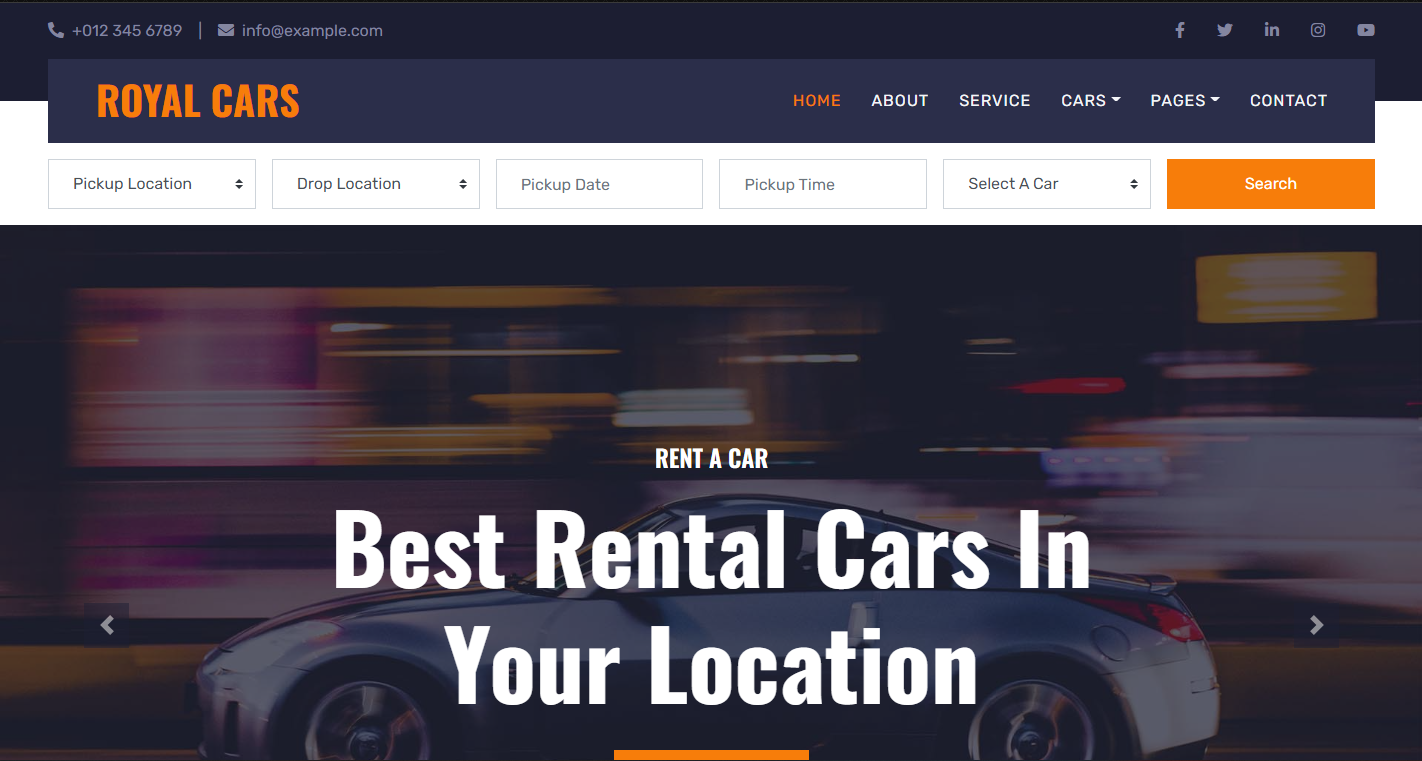 +012 345 6789 | info@example.com
ROYAL CARS
HOME ABOUT SERVICE CARS PAGES CONTACT
Pickup Location Drop Location Pickup Date Pickup Time Select A Car Search
RENT A CAR
Best Rental Cars In
Your Location